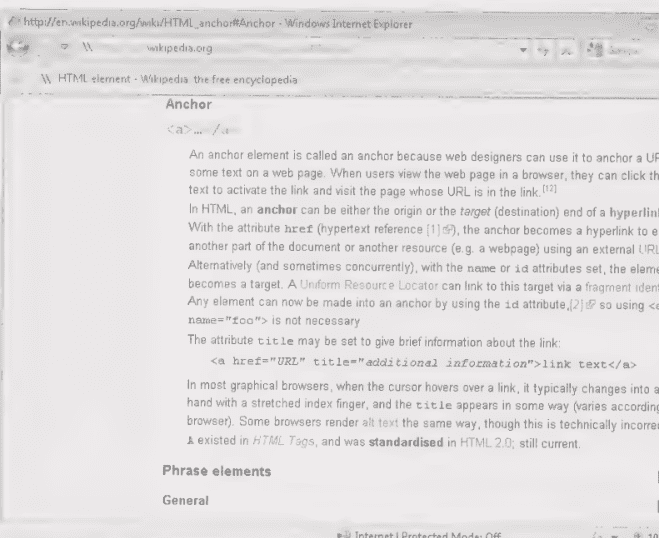 http://en.wikipedia.org/wiki/HTML_anchor#Anchor - Windows Internet Explorer
wikipedia.org
HTML element - Wikipedia the free encyclopedia
Anchor
<a>... /a
An anchor element is called an anchor because web designers can use it to anchor a UR
some text on a web page. When users view the web page in a browser, they can click th
text to activate the link and visit the page whose URL is in the link.[12]
In HTML, an anchor can be either the origin or the target (destination) end of a hyperlink
With the attribute href (hypertext reference [1]), the anchor becomes a hyperlink to e
another part of the document or another resource (e.g. a webpage) using an external URL
Alternatively (and sometimes concurrently), with the name or id attributes set, the eleme
becomes a target. A Uniform Resource Locator can link to this target via a fragment ident
Any element can now be made into an anchor by using the id attribute,[2] so using <a
name="foo"> is not necessary
The attribute title may be set to give brief information about the link:
<a href="URL" title="additional information">link text</a>
In most graphical browsers, when the cursor hovers over a link, it typically changes into a
hand with a stretched index finger, and the title appears in some way (varies according
browser). Some browsers render alt text the same way, though this is technically incorrec
A existed in HTML Tags, and was standardised in HTML 2.0; still current.
Phrase elements
General
Internet | Protected Mode: Off